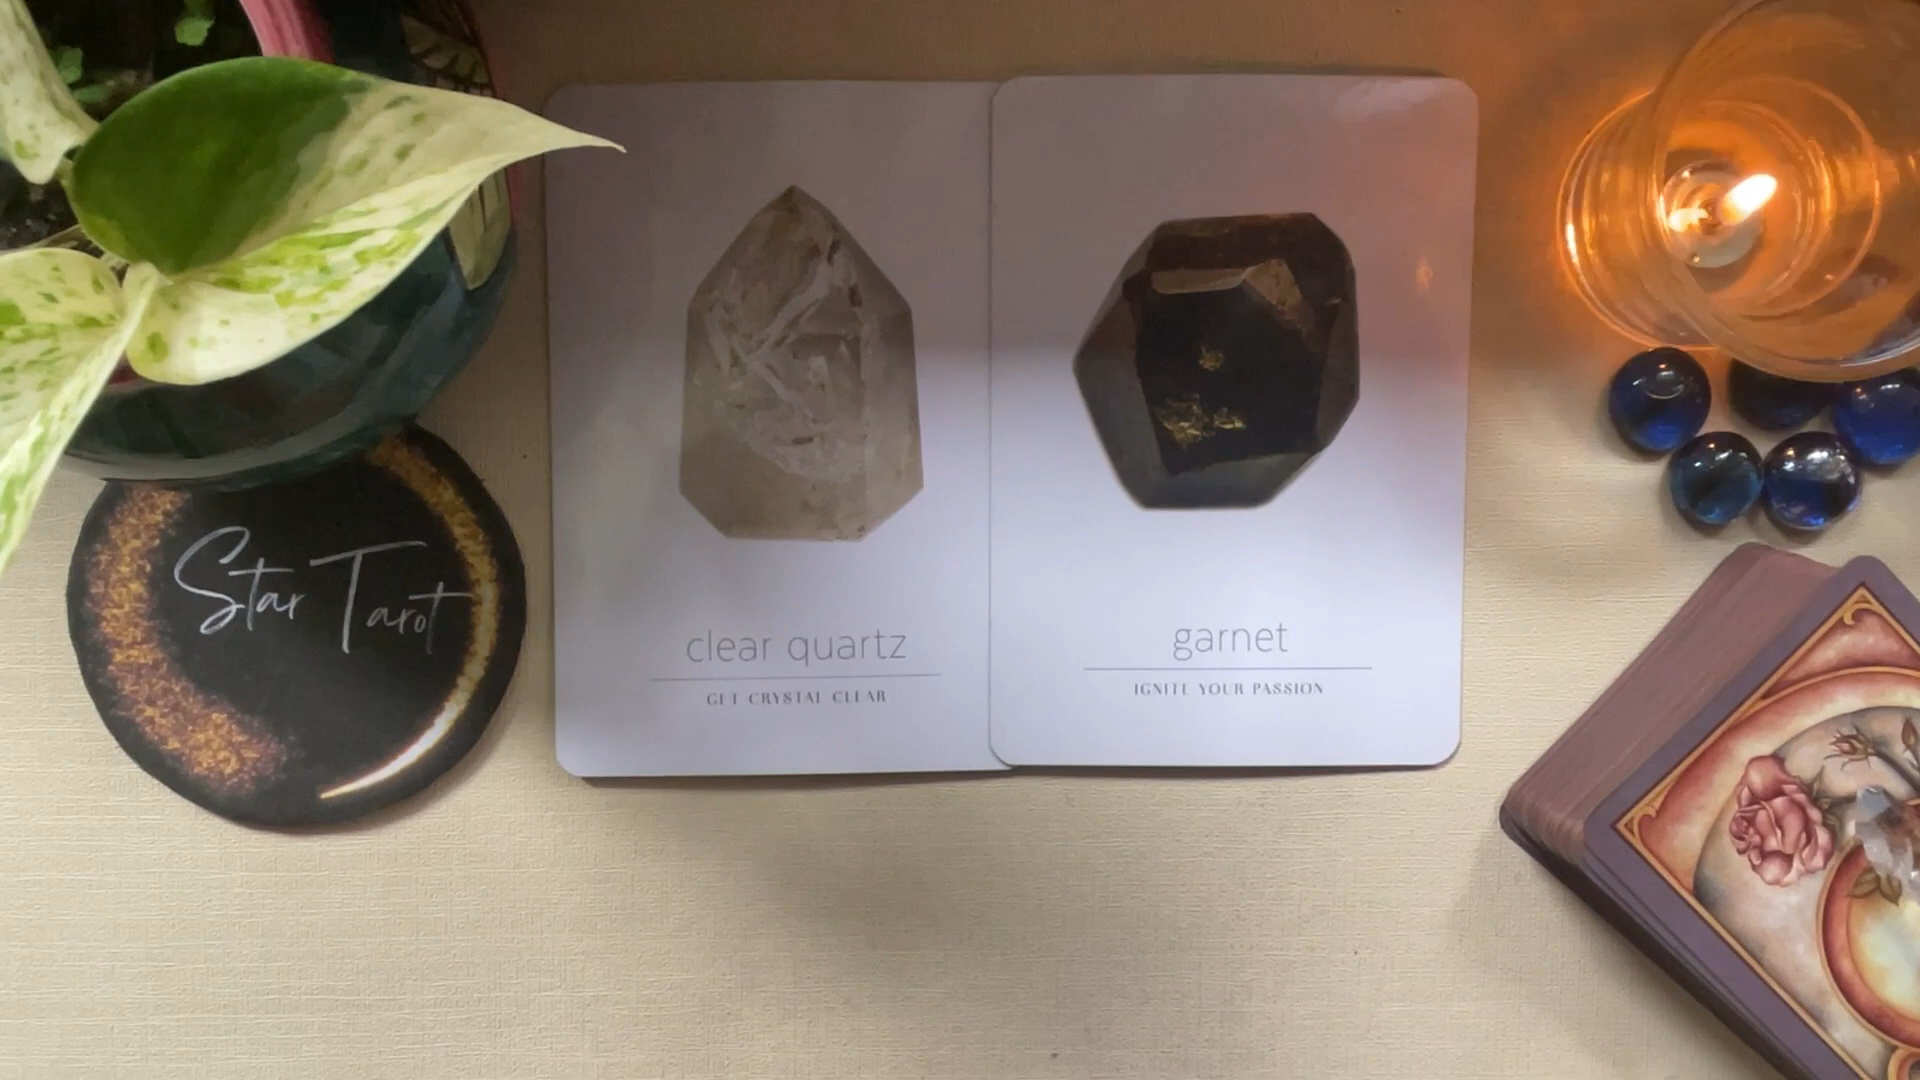 Star Tarot
clear quartz
GET CRYSTAL CLEAR
garnet
IGNITE YOUR PASSION